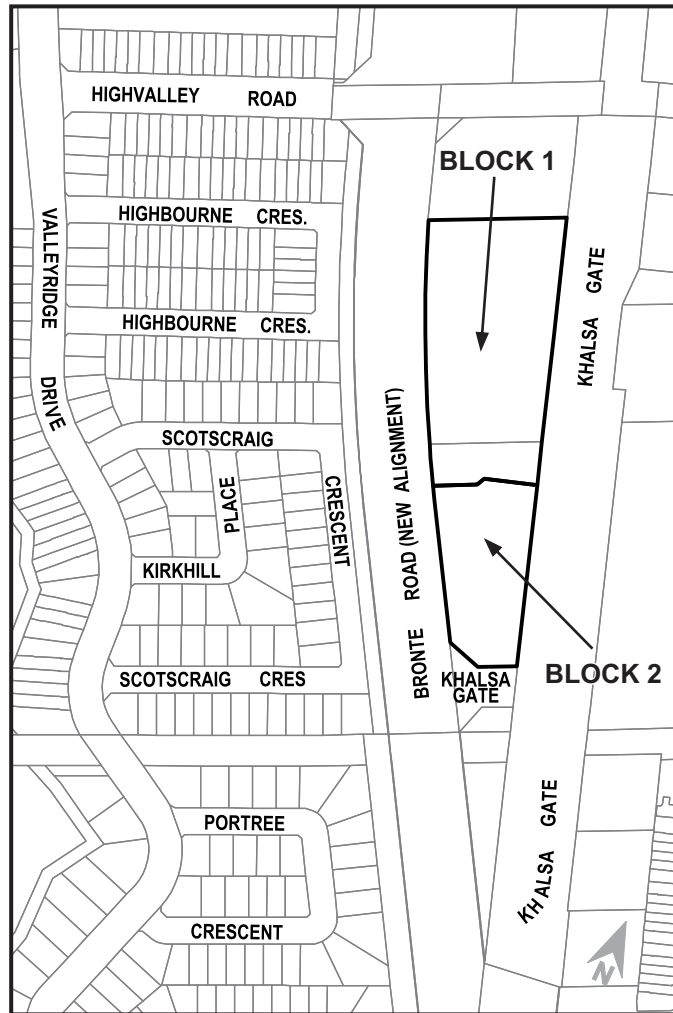 HIGHVALLEY ROAD
BLOCK 1
HIGHBOURNE CRES.
VALLEYRIDGE DRIVE
KHALSA GATE
HIGHBOURNE CRES.
SCOTSCRAIG
CRESCENT
PLACE
BRONTE ROAD (NEW ALIGNMENT)
KIRKHILL
SCOTSCRAIG CRES
KHALSA
GATE
BLOCK 2
PORTREE
KHALSA GATE
CRESCENT
N